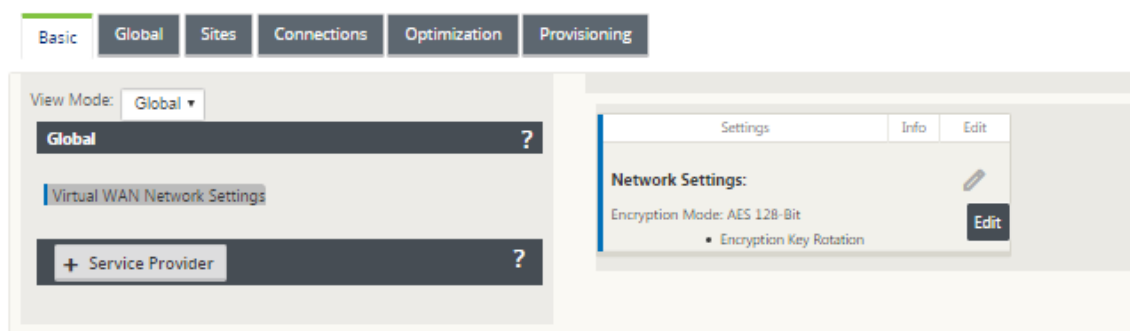 Basic Global Sites Connections Optimization Provisioning
View Mode: Global ▾
Global ?
Virtual WAN Network Settings
+ Service Provider ?
Settings Info Edit
Network Settings:
Encryption Mode: AES 128-Bit
Edit
• Encryption Key Rotation